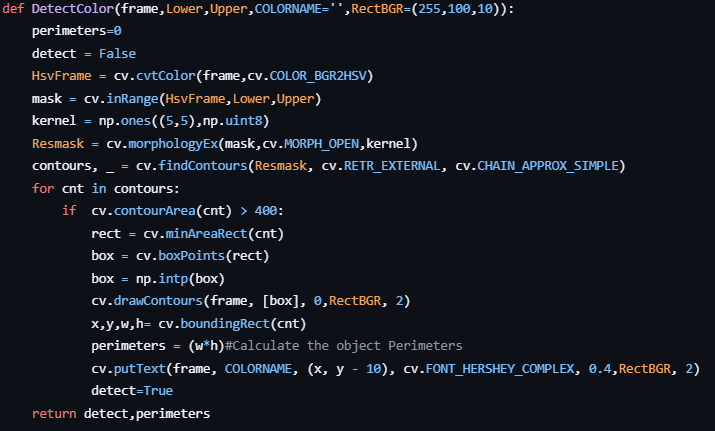 def DetectColor(frame,Lower,Upper,COLORNAME='',RectBGR=(255,100,10)):
    perimeters=0
    detect = False
    HsvFrame = cv.cvtColor(frame,cv.COLOR_BGR2HSV)
    mask = cv.inRange(HsvFrame,Lower,Upper)
    kernel = np.ones((5,5),np.uint8)
    Resmask = cv.morphologyEx(mask,cv.MORPH_OPEN,kernel)
    contours, _ = cv.findContours(Resmask, cv.RETR_EXTERNAL, cv.CHAIN_APPROX_SIMPLE)
    for cnt in contours:
        if  cv.contourArea(cnt) > 400:
            rect = cv.minAreaRect(cnt)
            box = cv.boxPoints(rect)
            box = np.intp(box)
            cv.drawContours(frame, [box], 0,RectBGR, 2)
            x,y,w,h= cv.boundingRect(cnt)
            perimeters = (w*h)#Calculate the object Perimeters
            cv.putText(frame, COLORNAME, (x, y - 10), cv.FONT_HERSHEY_COMPLEX, 0.4,RectBGR, 2)
            detect=True
    return detect,perimeters